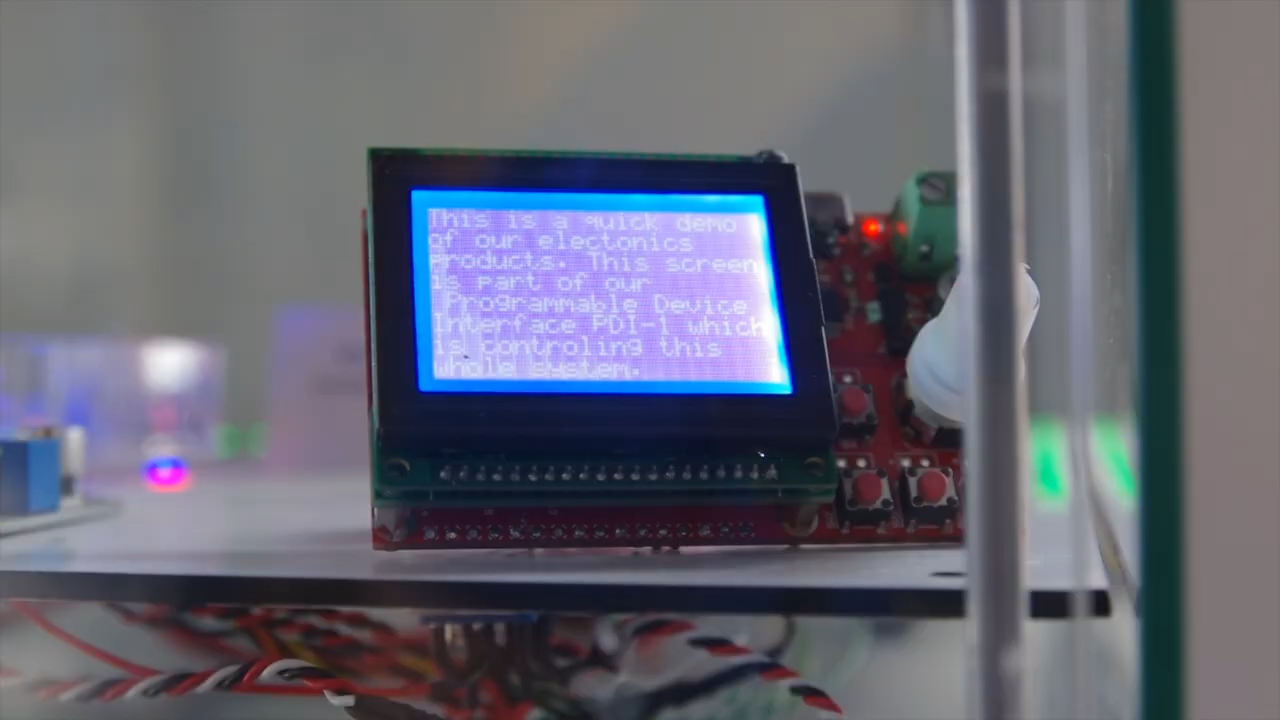 This is a quick demo
of our electonics
products. This screen
is part of our
Programmable Device
Interface PDI-1 which
is controling this
whole system.